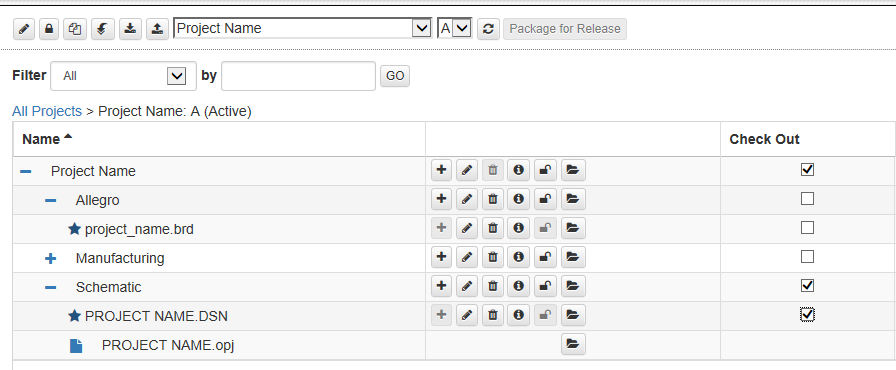 Project Name A Package for Release
Filter All by GO
All Projects > Project Name: A (Active)
Name Check Out
Project Name
Allegro
project_name.brd
Manufacturing
Schematic
PROJECT NAME.DSN
PROJECT NAME.opj